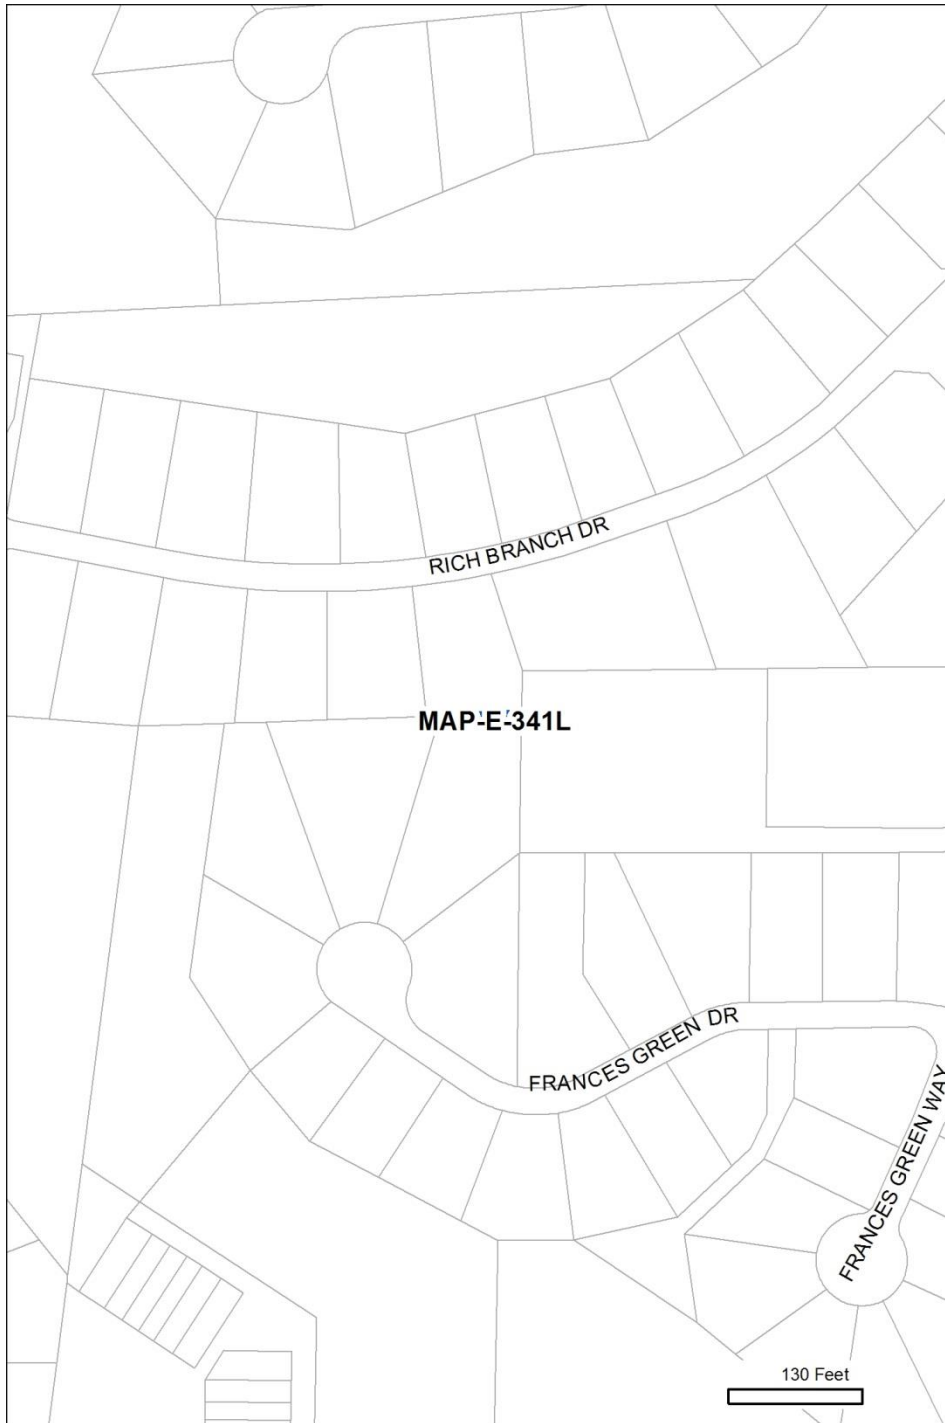 RICH BRANCH DR
MAP-E-341L
FRANCES GREEN DR
FRANCES GREEN WAY
130 Feet